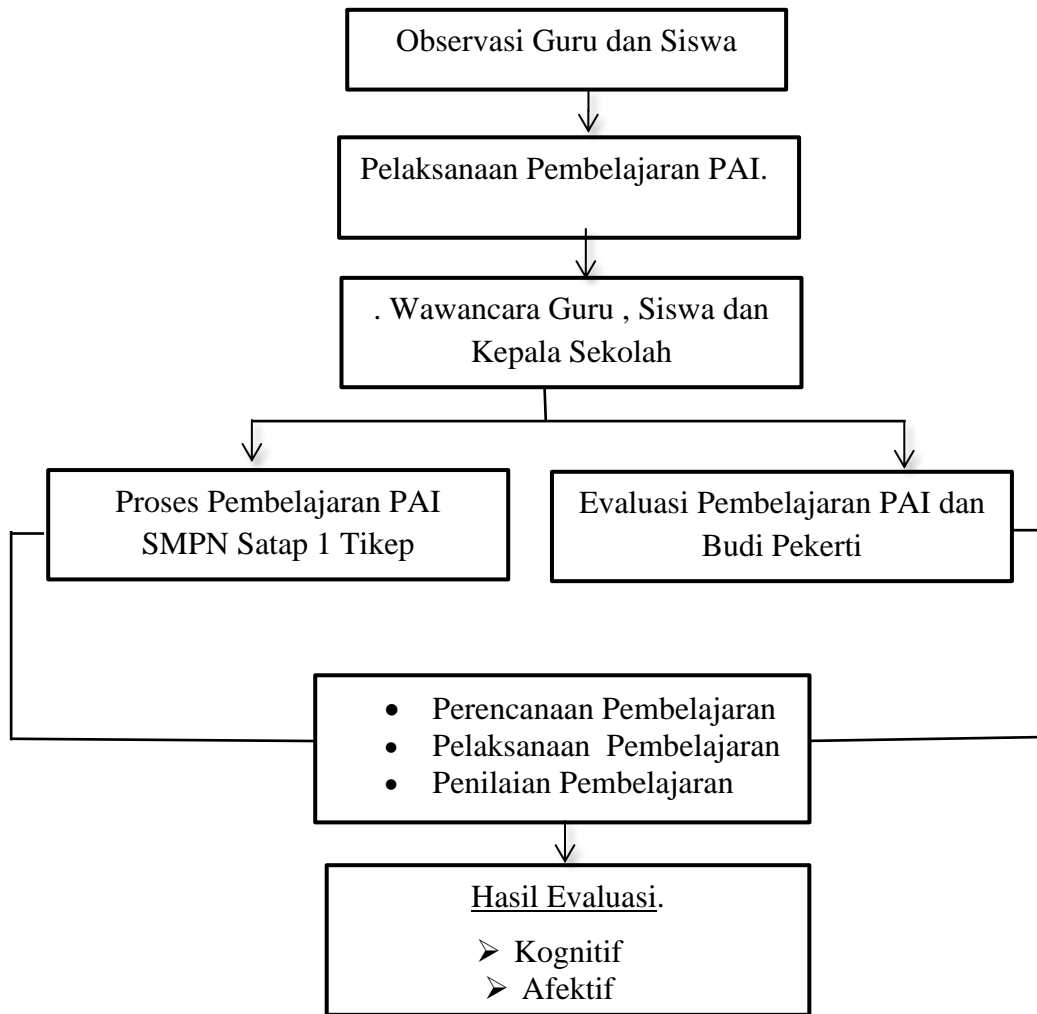 Observasi Guru dan Siswa
Pelaksanaan Pembelajaran PAI.
. Wawancara Guru , Siswa dan
Kepala Sekolah
Proses Pembelajaran PAI
SMPN Satap 1 Tikep
Evaluasi Pembelajaran PAI dan
Budi Pekerti
• Perencanaan Pembelajaran
• Pelaksanaan Pembelajaran
• Penilaian Pembelajaran
Hasil Evaluasi.
➢ Kognitif
➢ Afektif